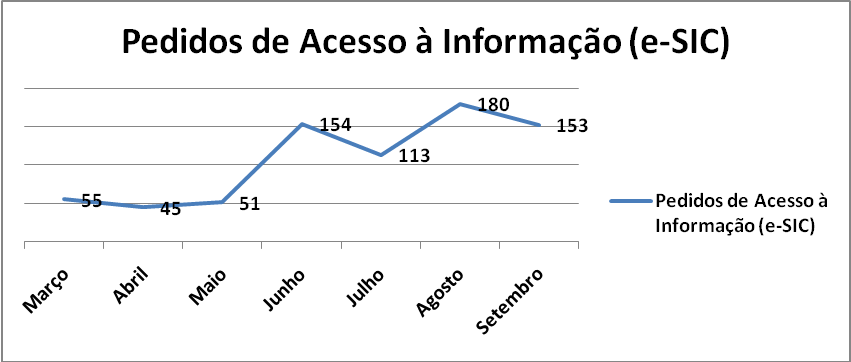 Pedidos de Acesso à Informação (e-SIC)
55
45
51
154
113
180
153
Março
Abril
Maio
Junho
Julho
Agosto
Setembro
Pedidos de Acesso à
Informação (e-SIC)